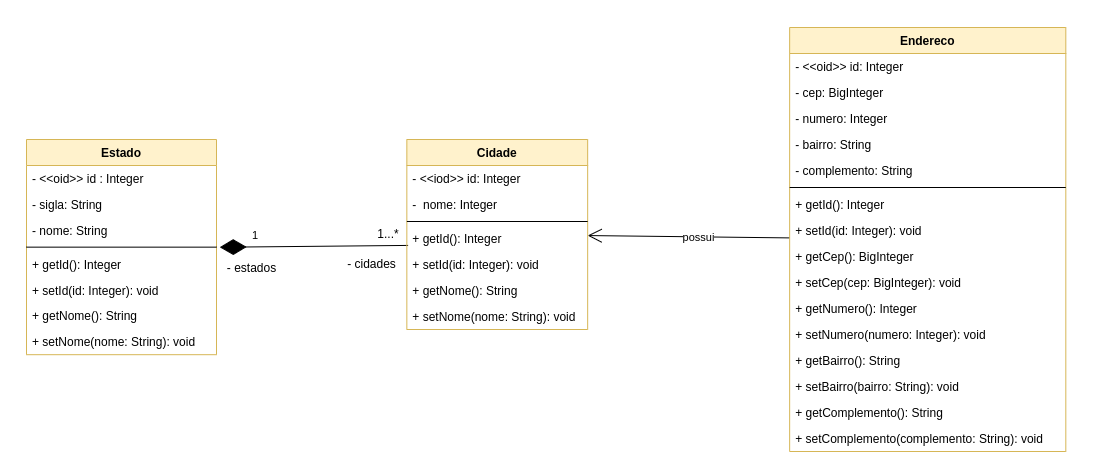 Estado
- <<oid>> id : Integer
- sigla: String
- nome: String
+ getId(): Integer
+ setId(id: Integer): void
+ getNome(): String
+ setNome(nome: String): void
1
- estados
1...*
- cidades
Cidade
- <<iod>> id: Integer
- nome: Integer
+ getId(): Integer
+ setId(id: Integer): void
+ getNome(): String
+ setNome(nome: String): void
possui
Endereco
- <<oid>> id: Integer
- cep: BigInteger
- numero: Integer
- bairro: String
- complemento: String
+ getId(): Integer
+ setId(id: Integer): void
+ getCep(): BigInteger
+ setCep(cep: BigInteger): void
+ getNumero(): Integer
+ setNumero(numero: Integer): void
+ getBairro(): String
+ setBairro(bairro: String): void
+ getComplemento(): String
+ setComplemento(complemento: String): void